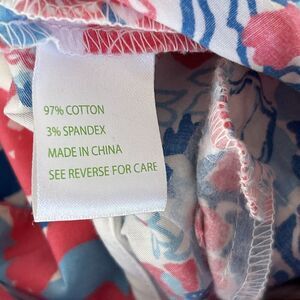 97% COTTON
3% SPANDEX
MADE IN CHINA
SEE REVERSE FOR CARE